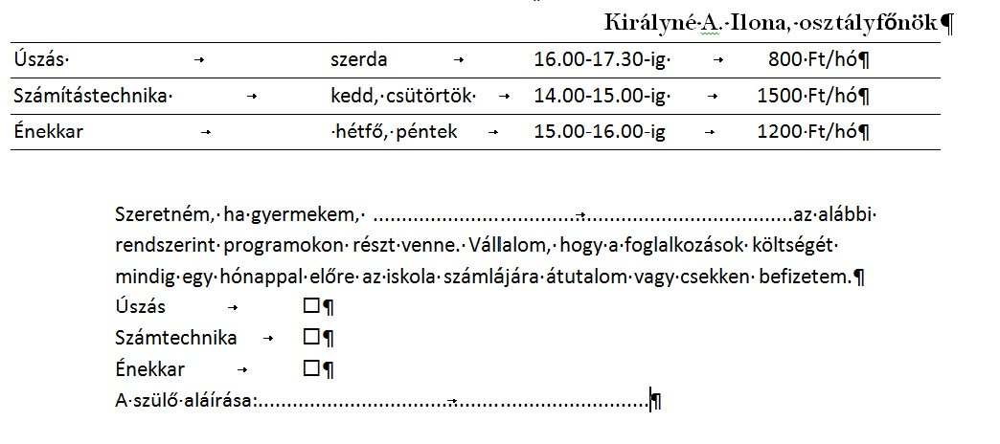 Királyné A. Ilona, osztályfőnök¶
Úszás → szerda → 16.00-17.30-ig → 800 Ft/hó¶
Számítástechnika → kedd, csütörtök → 14.00-15.00-ig → 1500 Ft/hó¶
Énekkar → hétfő, péntek → 15.00-16.00-ig → 1200 Ft/hó¶
Szeretném, ha gyermekem, ....................................→......................................az alábbi
rendszerint programokon részt venne. Vállalom, hogy a foglalkozások költségét
mindig egy hónappal előre az iskola számlájára átutalom vagy csekken befizetem.¶
Úszás → ☐¶
Számtechnika → ☐¶
Énekkar → ☐¶
A szülő aláírása:...................................→...................................¶